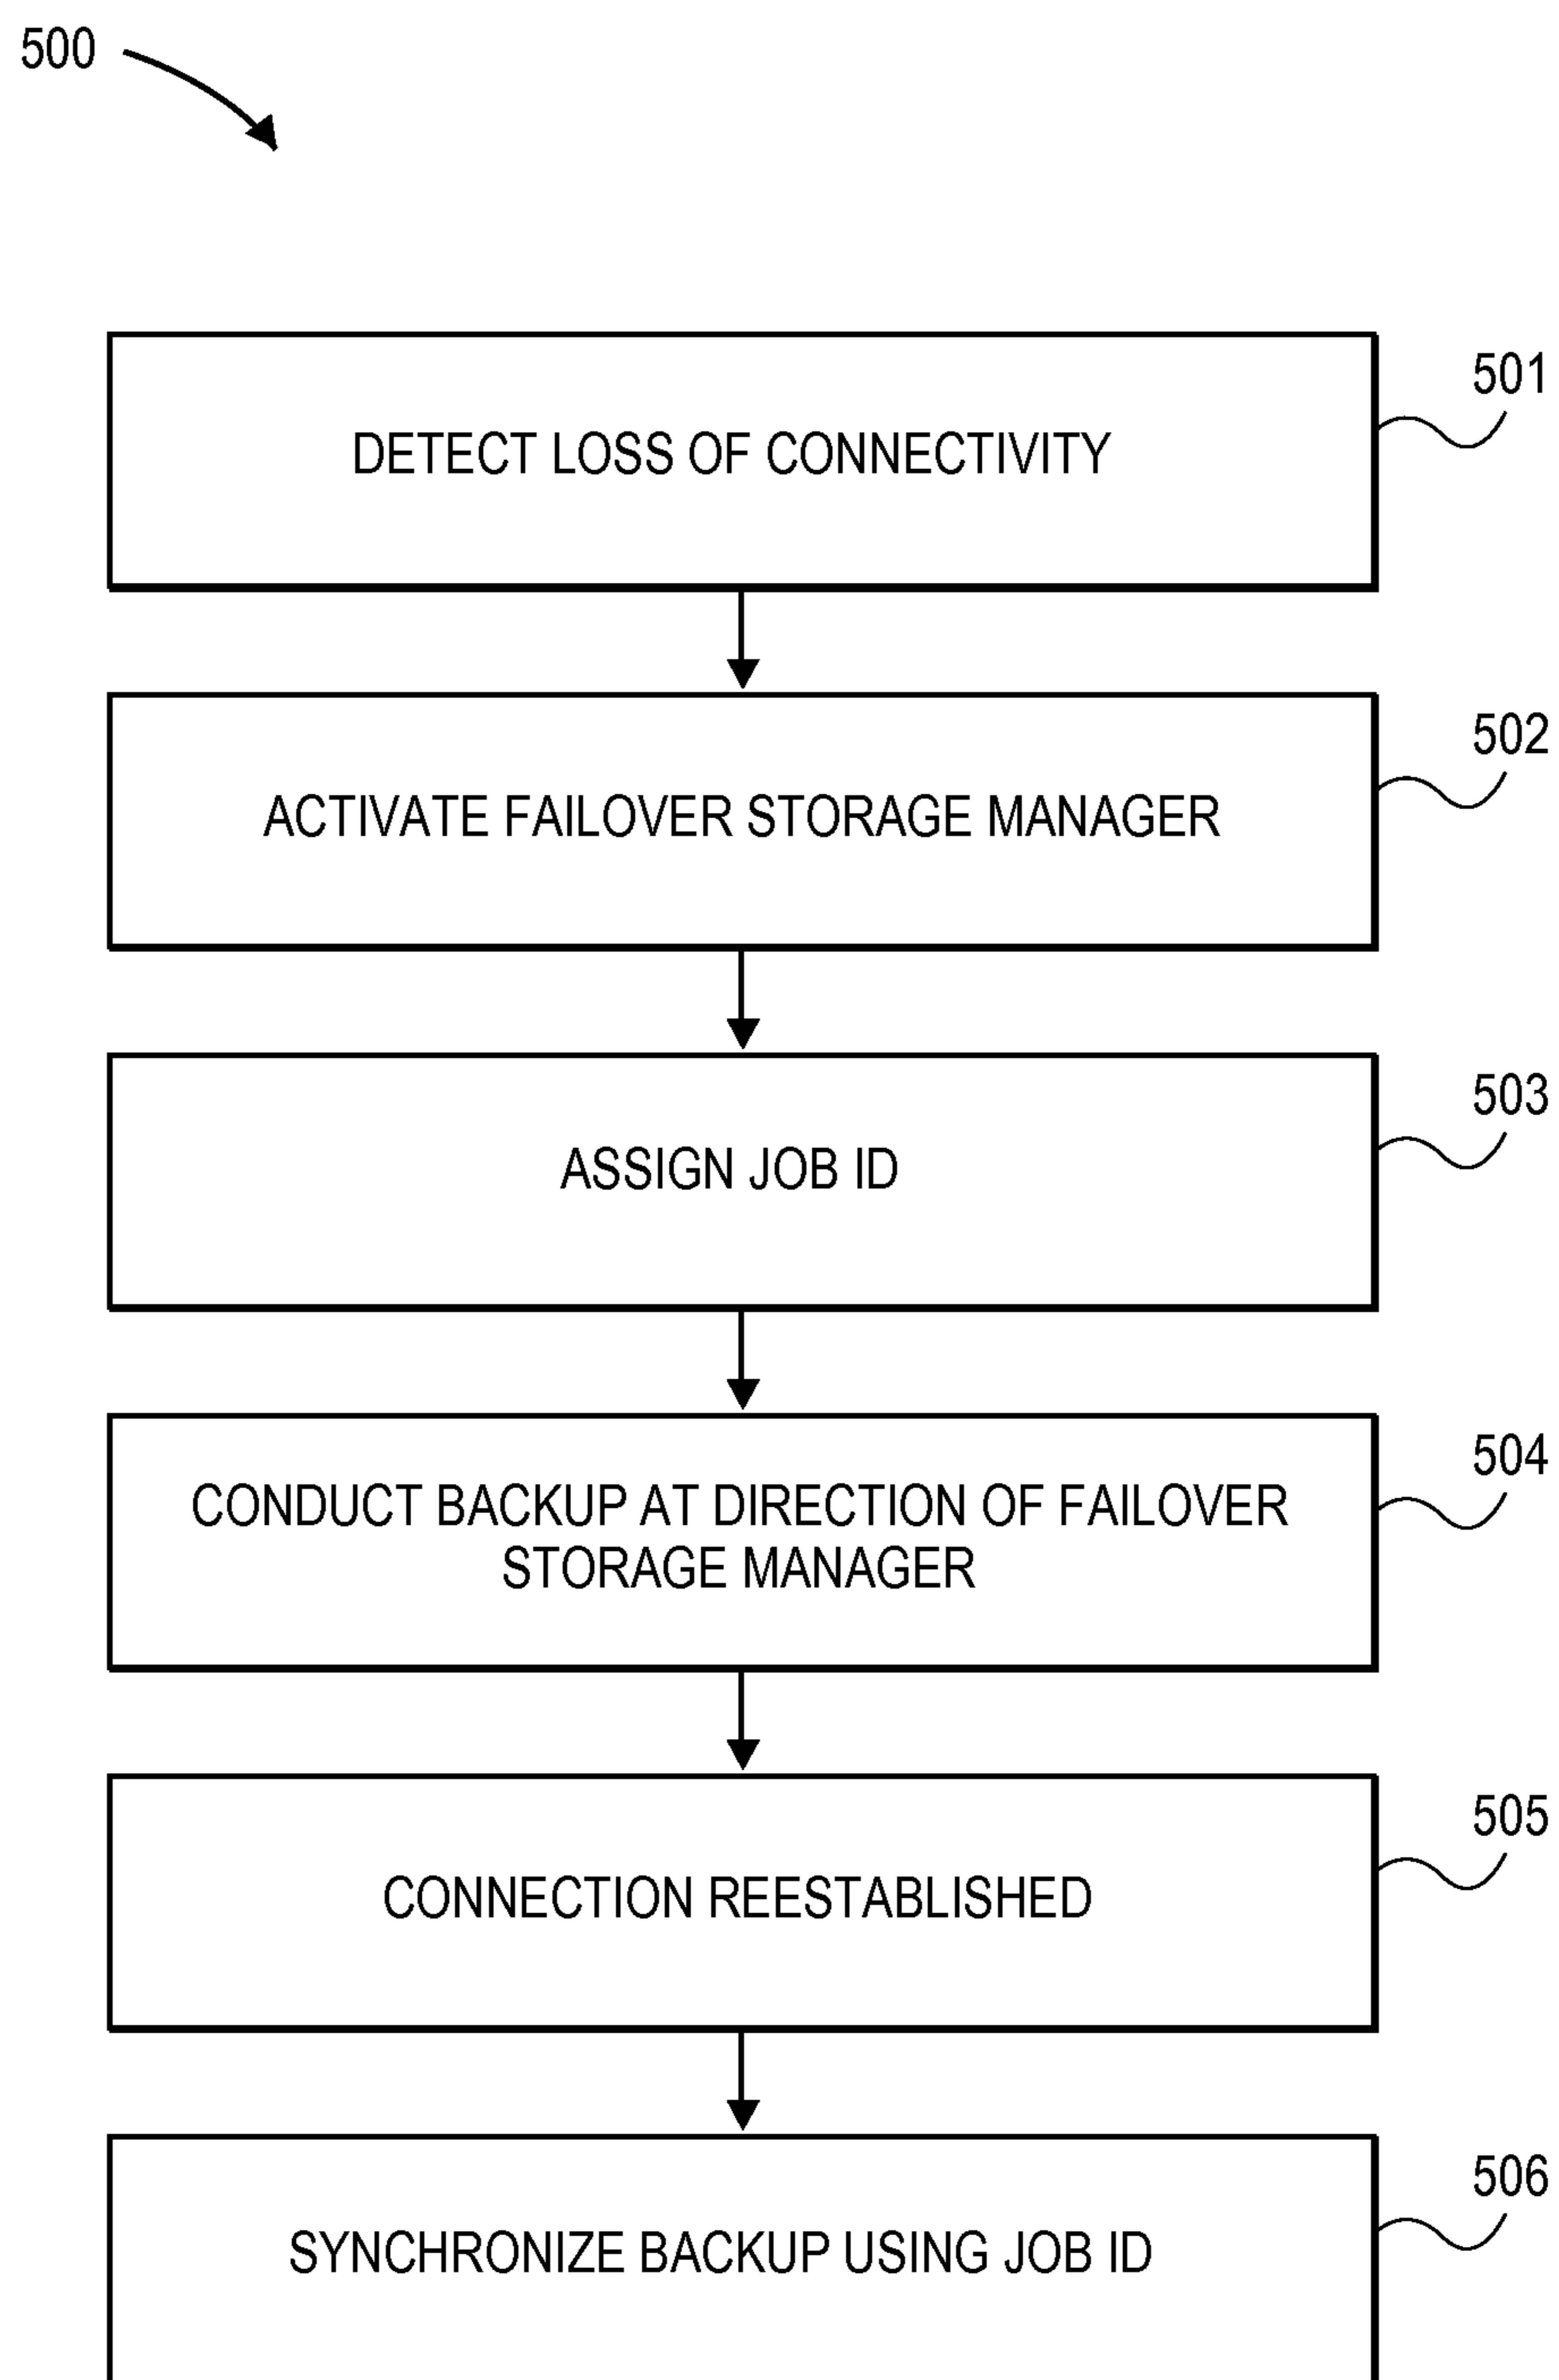 500
501
DETECT LOSS OF CONNECTIVITY
502
ACTIVATE FAILOVER STORAGE MANAGER
503
ASSIGN JOB ID
504
CONDUCT BACKUP AT DIRECTION OF FAILOVER
STORAGE MANAGER
505
CONNECTION REESTABLISHED
506
SYNCHRONIZE BACKUP USING JOB ID